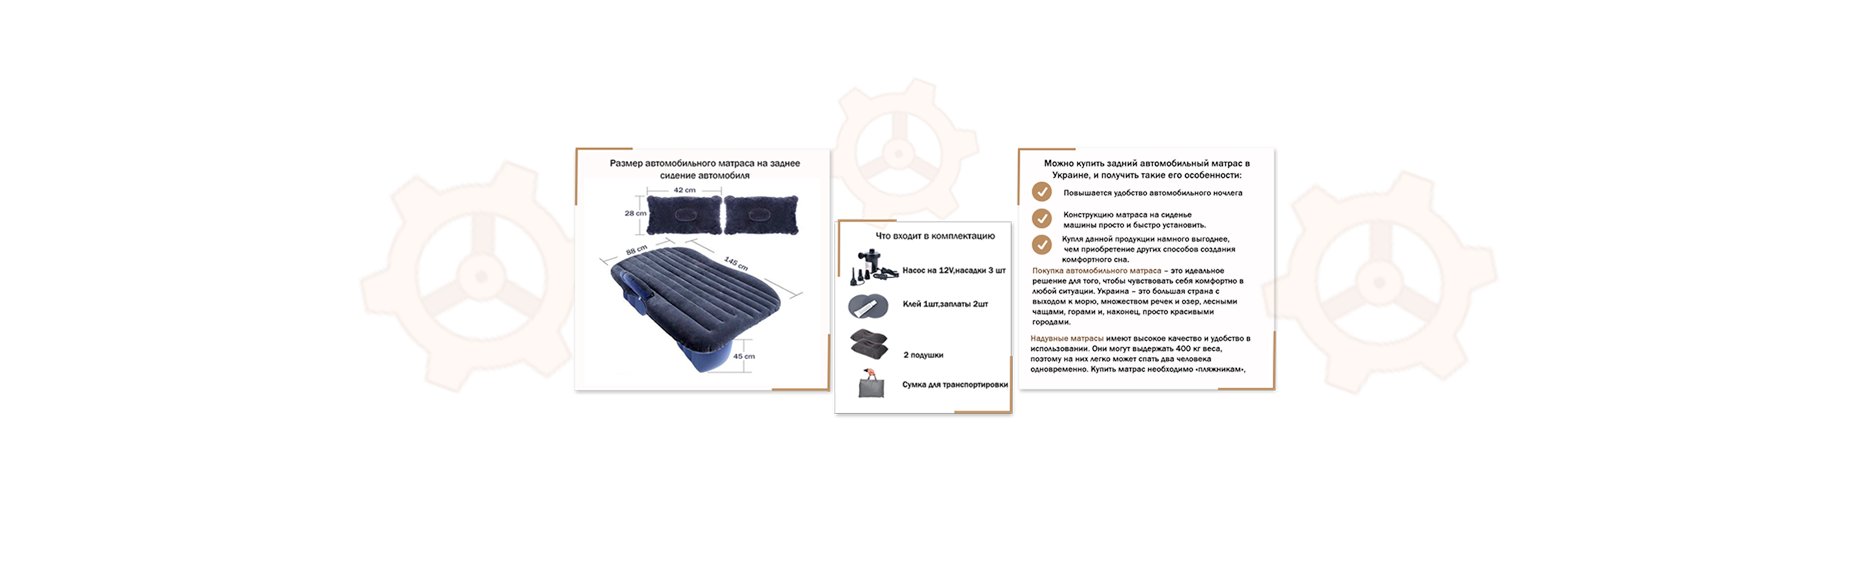 Размер автомобильного матраса на заднее
сидение автомобиля
42 cm
28 cm
88 cm
145 cm
45 cm
Что входит в комплектацию
Насос на 12V,насадки 3 шт
Клей 1шт,заплаты 2шт
2 подушки
Сумка для транспортировки
Можно купить задний автомобильный матрас в
Украине, и получить такие его особенности:
Повышается удобство автомобильного ночлега
Конструкцию матраса на сиденье
машины просто и быстро установить.
Купля данной продукции намного выгоднее,
чем приобретение других способов создания
комфортного сна.
Покупка автомобильного матраса – это идеальное
решение для того, чтобы чувствовать себя комфортно в
любой ситуации. Украина – это большая страна с
выходом к морю, множеством речек и озер, лесными
чащами, горами и, наконец, просто красивыми
городами.
Надувные матрасы имеют высокое качество и удобство в
использовании. Они могут выдержать 400 кг веса,
поэтому на них легко может спать два человека
одновременно. Купить матрас необходимо «пляжникам»,